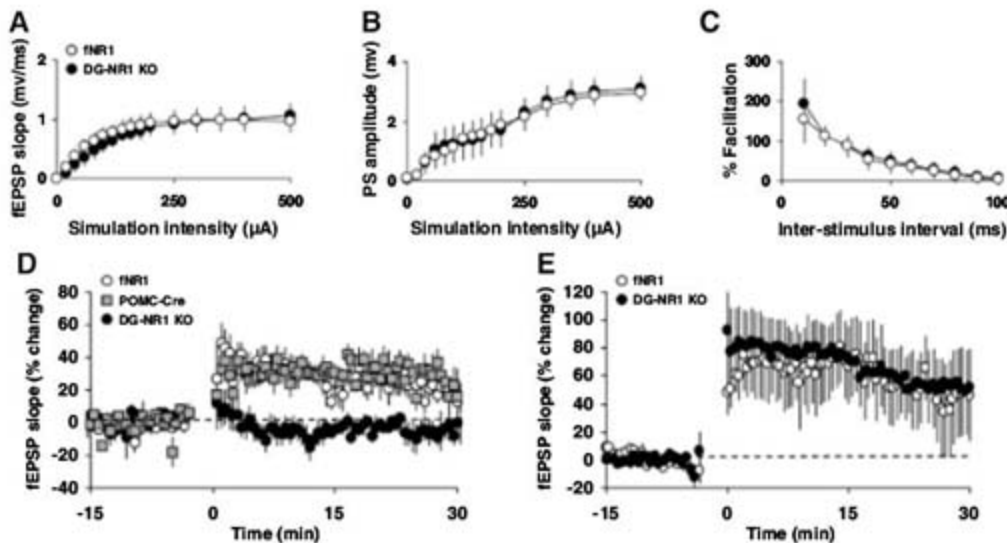 A
fEPSP slope (mv/ms)
fNR1
DG-NR1 KO
2
1
0
0 250 500
Simulation intensity (µA)
B
PS amplitude (mv)
4
2
0
0 250 500
Simulation intensity (µA)
C
% Facilitation
300
200
100
0
0 50 100
Inter-stimulus interval (ms)
D
fEPSP slope (% change)
fNR1
POMC-Cre
DG-NR1 KO
80
60
40
20
0
-20
-40
-15 0 15 30
Time (min)
E
fEPSP slope (% change)
fNR1
DG-NR1 KO
120
100
80
60
40
20
0
-20
-15 0 15 30
Time (min)